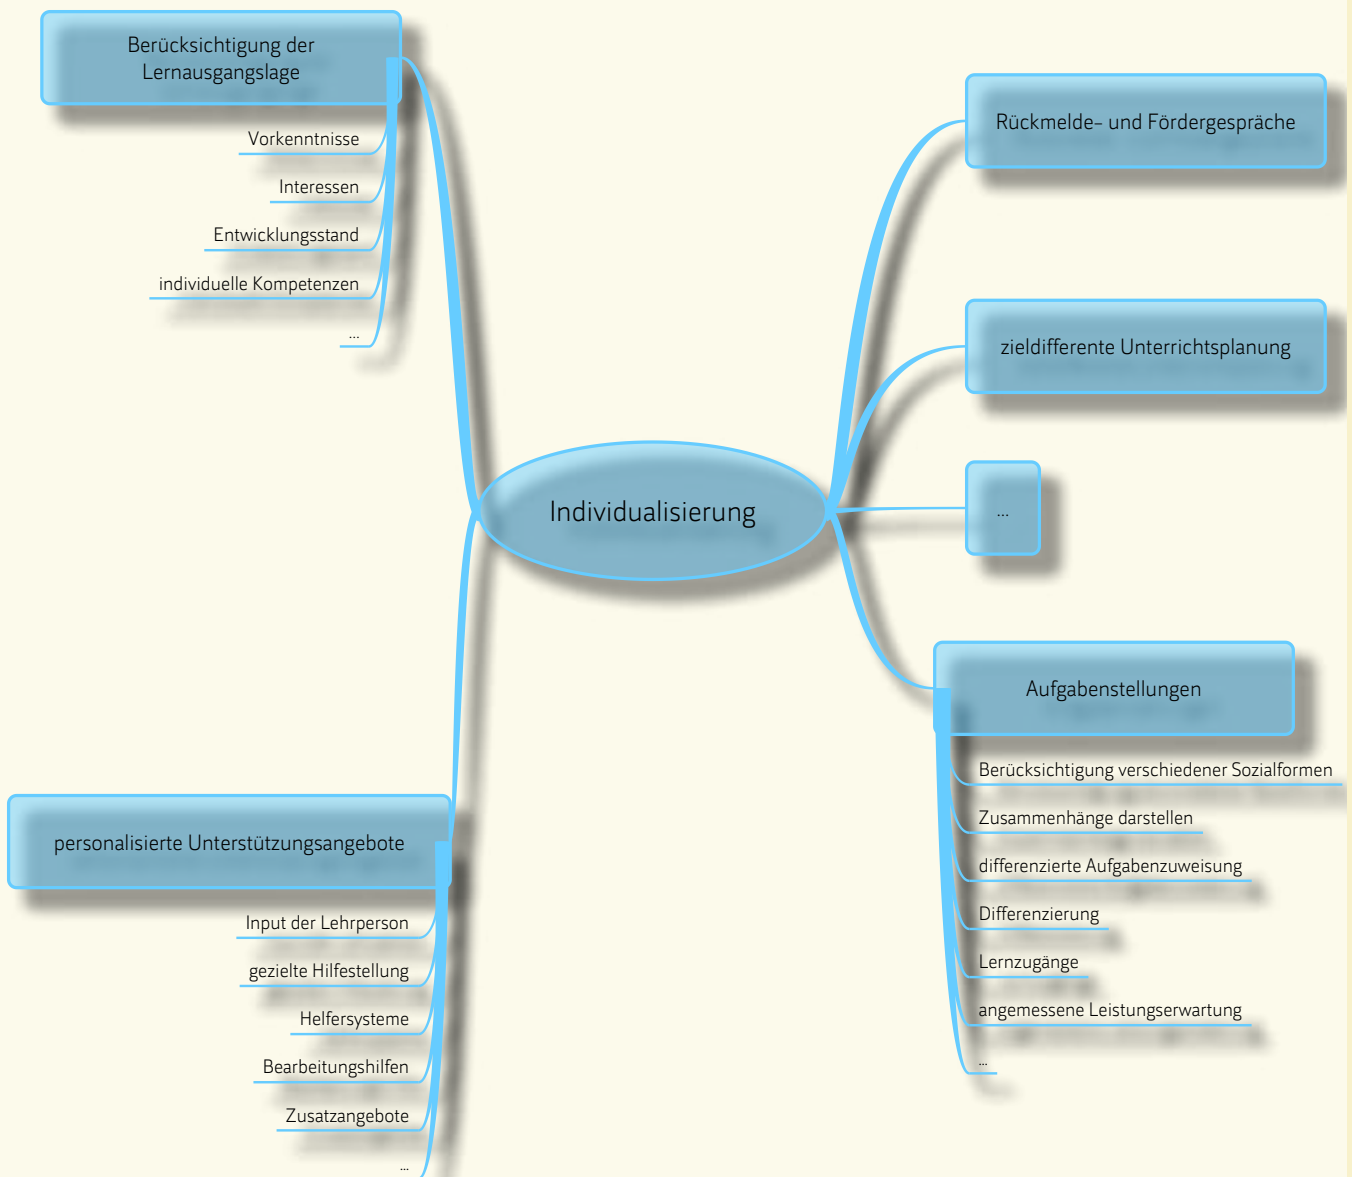 Berücksichtigung der
Lernausgangslage
Vorkenntnisse
Interessen
Entwicklungsstand
individuelle Kompetenzen
...
Rückmelde- und Fördergespräche
zieldifferente Unterrichtsplanung
...
Individualisierung
Aufgabenstellungen
Berücksichtigung verschiedener Sozialformen
Zusammenhänge darstellen
differenzierte Aufgabenzuweisung
Differenzierung
Lernzugänge
angemessene Leistungserwartung
...
personalisierte Unterstützungsangebote
Input der Lehrperson
gezielte Hilfestellung
Helfersysteme
Bearbeitungshilfen
Zusatzangebote
...